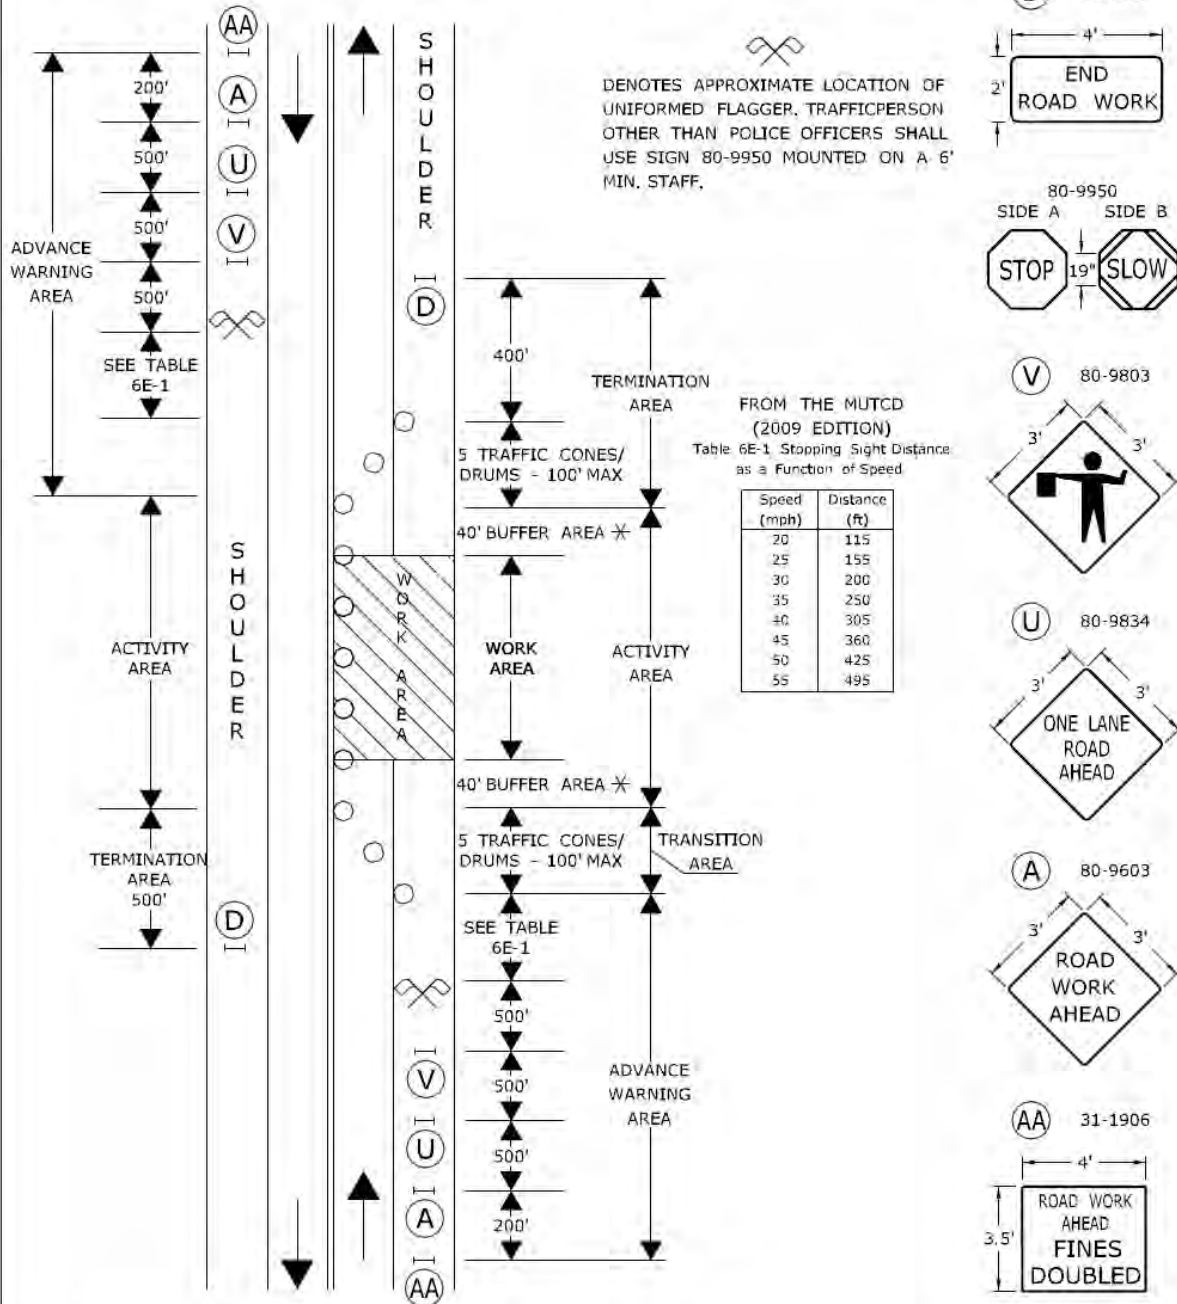 AA
200'
A
500'
U
500'
V
500'
SEE TABLE
6E-1
ADVANCE
WARNING
AREA
ACTIVITY
AREA
TERMINATION
AREA
500'
D
SHOULDER
SHOULDER
D
400'
TERMINATION
AREA
5 TRAFFIC CONES/
DRUMS - 100' MAX
40' BUFFER AREA *
WORK AREA
WORK
AREA
ACTIVITY
AREA
40' BUFFER AREA *
5 TRAFFIC CONES/
DRUMS - 100' MAX
TRANSITION
AREA
SEE TABLE
6E-1
500'
V
500'
U
500'
A
200'
AA
ADVANCE
WARNING
AREA
DENOTES APPROXIMATE LOCATION OF
UNIFORMED FLAGGER. TRAFFICPERSON
OTHER THAN POLICE OFFICERS SHALL
USE SIGN 80-9950 MOUNTED ON A 6'
MIN. STAFF.
FROM THE MUTCD
(2009 EDITION)
Table 6E-1 Stopping Sight Distance
as a Function of Speed
Speed Distance
(mph) (ft)
20 115
25 155
30 200
35 250
40 305
45 360
50 425
55 495
4'
2'
END
ROAD WORK
80-9950
SIDE A SIDE B
STOP 19" SLOW
V 80-9803
3' 3'
U 80-9834
3' 3'
ONE LANE
ROAD
AHEAD
A 80-9603
3' 3'
ROAD
WORK
AHEAD
AA 31-1906
4'
3.5'
ROAD WORK
AHEAD
FINES
DOUBLED